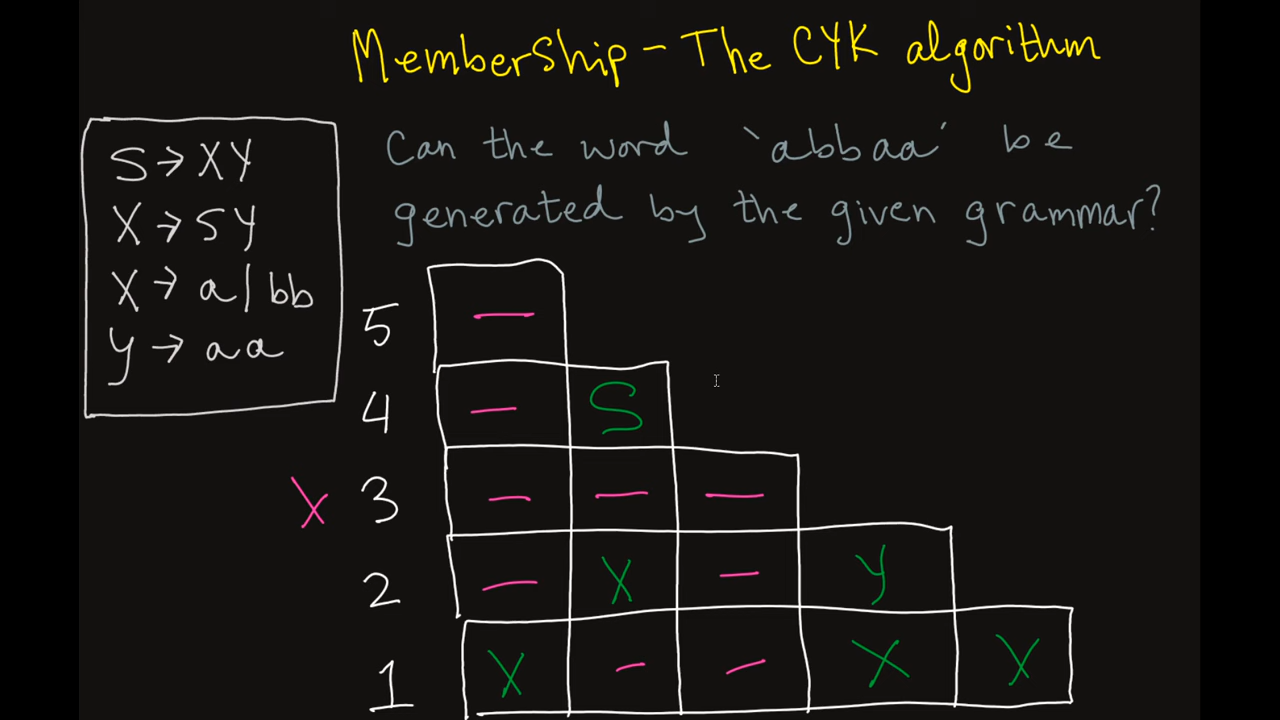 Membership - The CYK algorithm
Can the word `abbaa' be
generated by the given grammar?
S → XY
X → SY
X → a | bb
Y → aa
5 —
4 — S
X 3 — — —
2 — X — Y
1 X — — X X